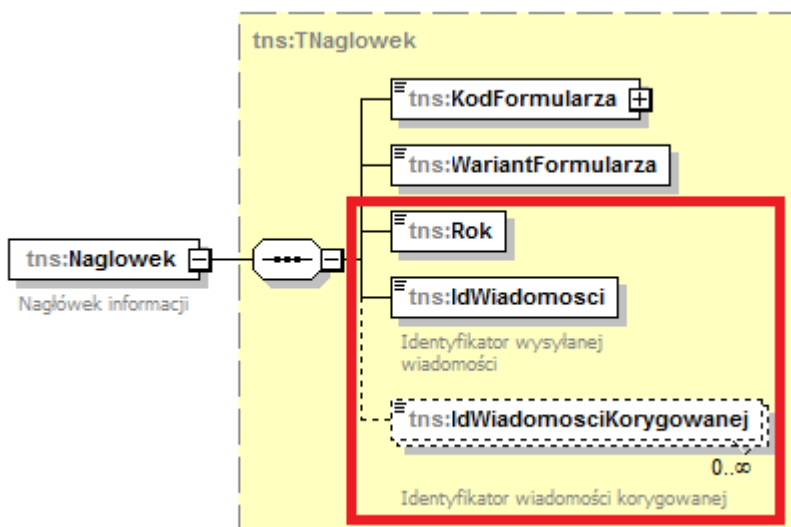 tns:TNaglowek
tns:KodFormularza
tns:WariantFormularza
tns:Rok
tns:Naglowek
Nagłówek informacji
tns:IdWiadomosci
Identyfikator wysyłanej
wiadomości
tns:IdWiadomosciKorygowanej
0..∞
Identyfikator wiadomości korygowanej